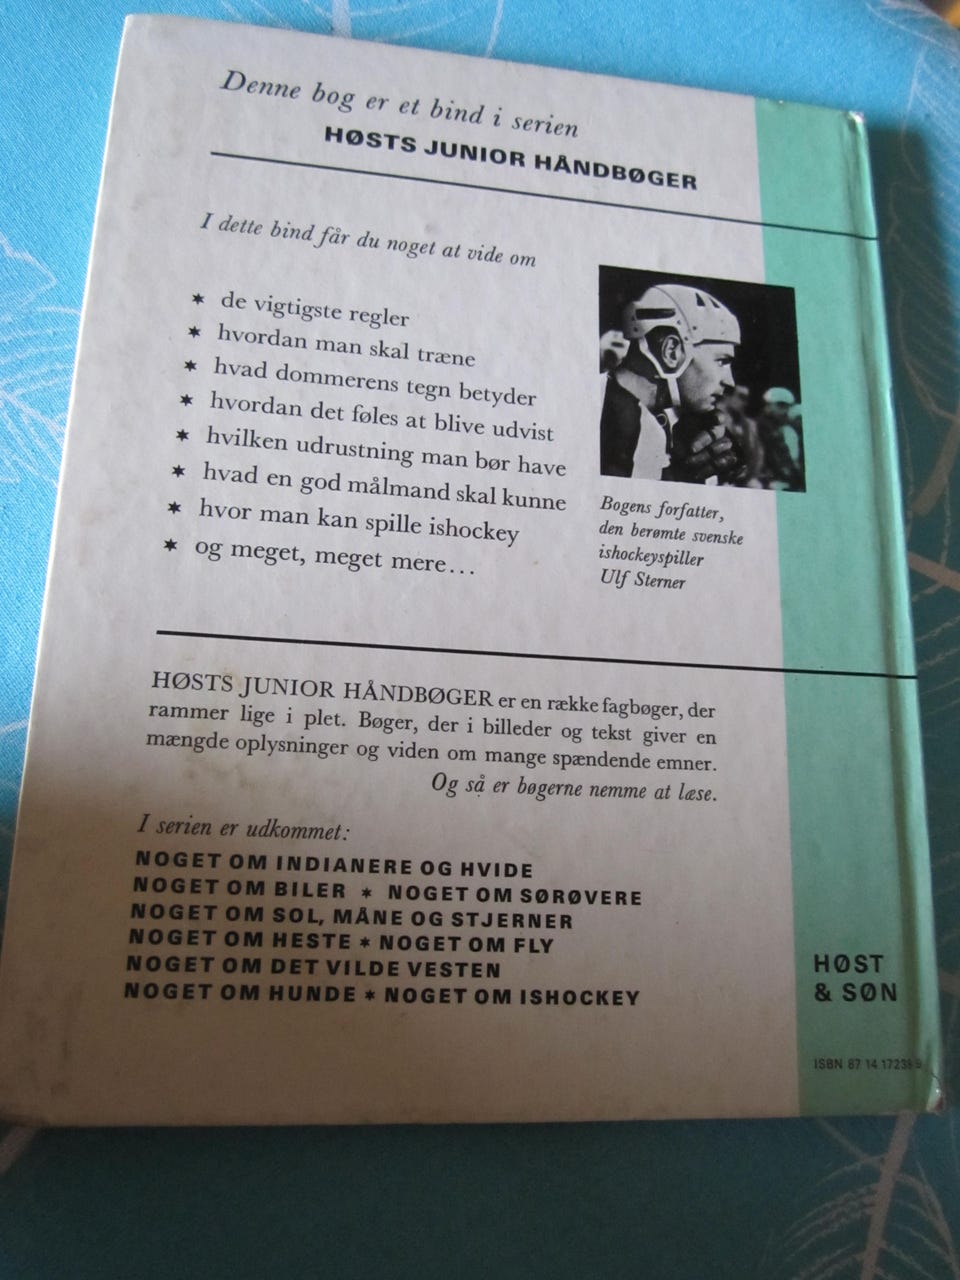 Denne bog er et bind i serien
HØSTS JUNIOR HÅNDBØGER
I dette bind får du noget at vide om
* de vigtigste regler
* hvordan man skal træne
* hvad dommerens tegn betyder
* hvordan det føles at blive udvist
* hvilken udrustning man bør have
* hvad en god målmand skal kunne
* hvor man kan spille ishockey
* og meget, meget mere...
Bogens forfatter,
den berømte svenske
ishockeyspiller
Ulf Sterner
HØSTS JUNIOR HÅNDBØGER er en række fagbøger, der
rammer lige i plet. Bøger, der i billeder og tekst giver en
mængde oplysninger og viden om mange spændende emner.
Og så er bøgerne nemme at læse.
I serien er udkommet:
NOGET OM INDIANERE OG HVIDE
NOGET OM BILER * NOGET OM SØRØVERE
NOGET OM SOL, MÅNE OG STJERNER
NOGET OM HESTE * NOGET OM FLY
NOGET OM DET VILDE VESTEN
NOGET OM HUNDE * NOGET OM ISHOCKEY
HØST
& SØN
ISBN 87 14 17238 9